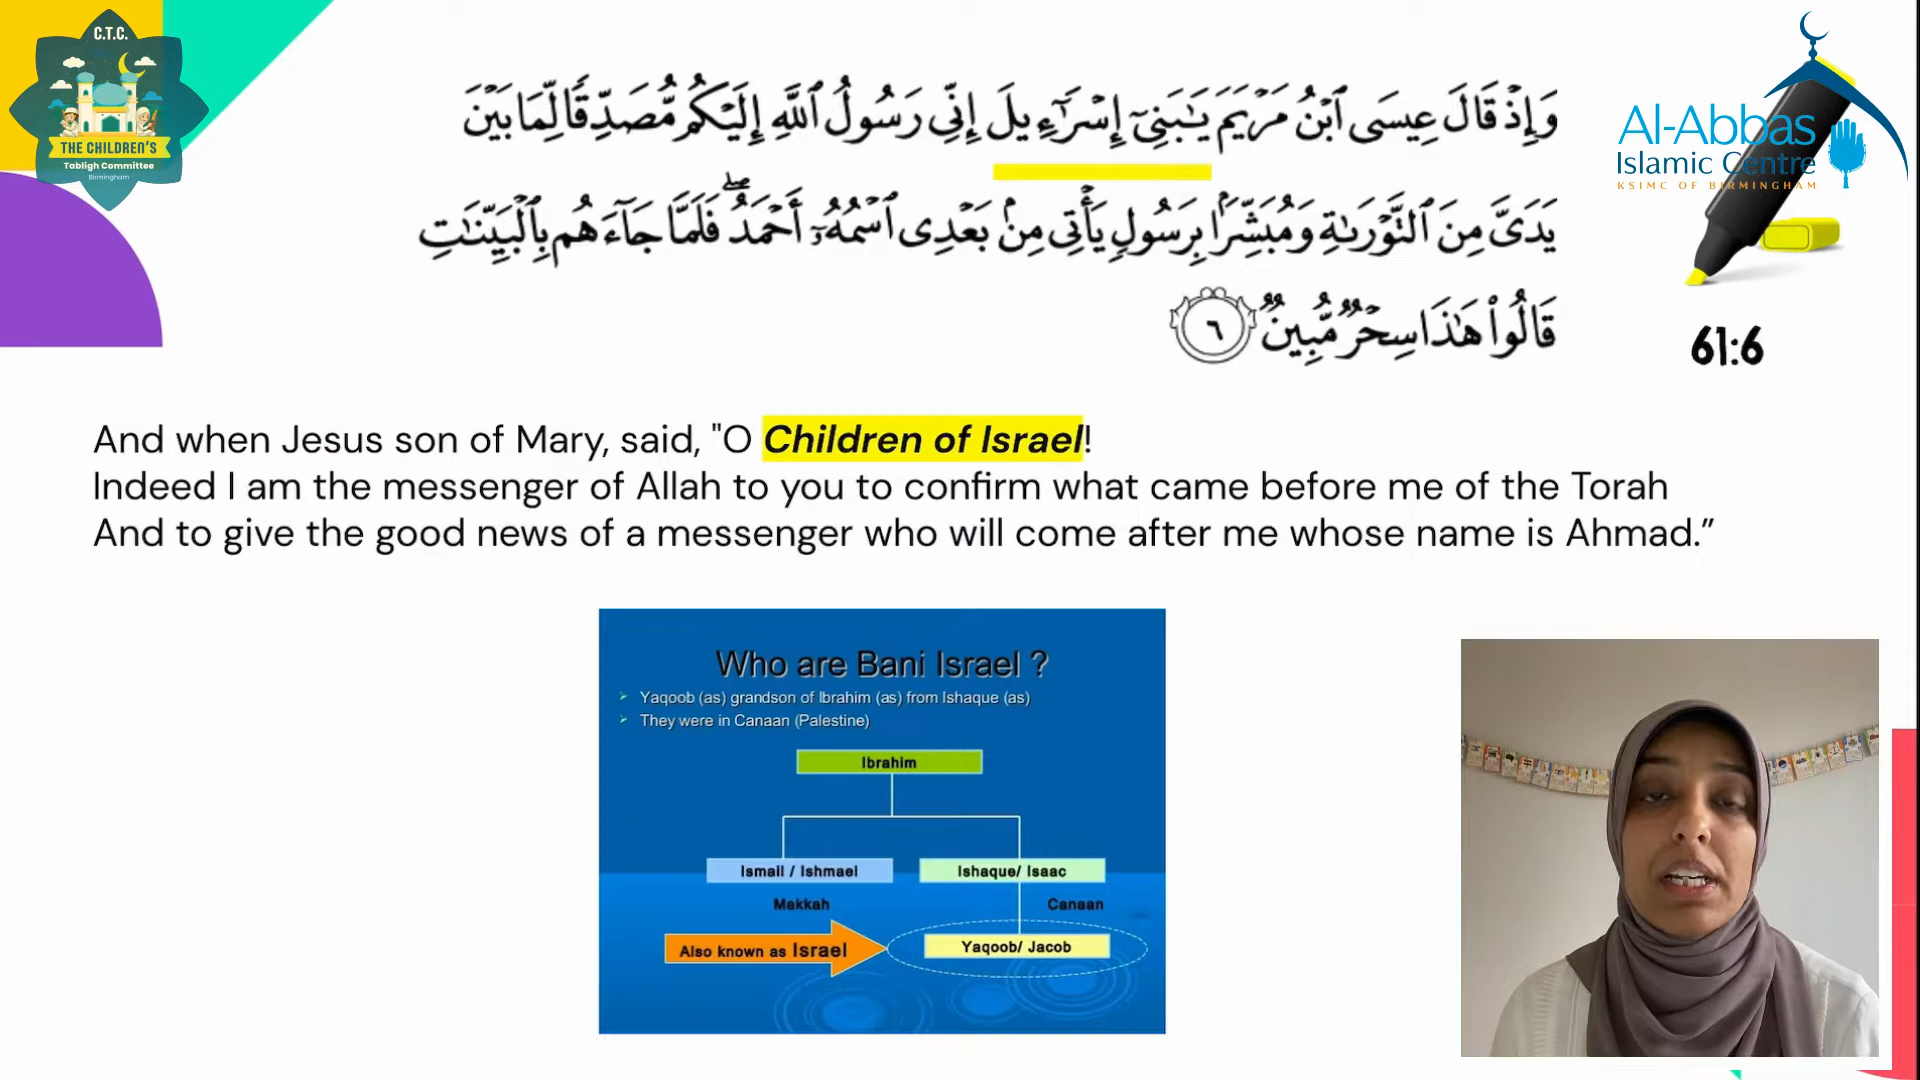 C.T.C.
THE CHILDREN'S
Tabligh Committee
Birmingham
وَإِذْ قَالَ عِيسَى ٱبْنُ مَرْيَمَ يَـٰبَنِىٓ إِسْرَٰٓءِيلَ إِنِّى رَسُولُ ٱللَّهِ إِلَيْكُم مُّصَدِّقًا لِّمَا بَيْنَ
يَدَىَّ مِنَ ٱلتَّوْرَىٰةِ وَمُبَشِّرًۢا بِرَسُولٍ يَأْتِى مِنۢ بَعْدِى ٱسْمُهُۥٓ أَحْمَدُ ۖ فَلَمَّا جَآءَهُم بِٱلْبَيِّنَـٰتِ
قَالُوا۟ هَـٰذَا سِحْرٌ مُّبِينٌ ٦
Al-Abbas
Islamic Centre
KSIMC OF BIRMINGHAM
61:6
And when Jesus son of Mary, said, "O Children of Israel!
Indeed I am the messenger of Allah to you to confirm what came before me of the Torah
And to give the good news of a messenger who will come after me whose name is Ahmad.”
Who are Bani Israel ?
Yaqoob (as) grandson of Ibrahim (as) from Ishaque (as)
They were in Canaan (Palestine)
Ibrahim
Ismail / Ishmael
Ishaque/ Isaac
Makkah
Canaan
Also known as Israel
Yaqoob/ Jacob